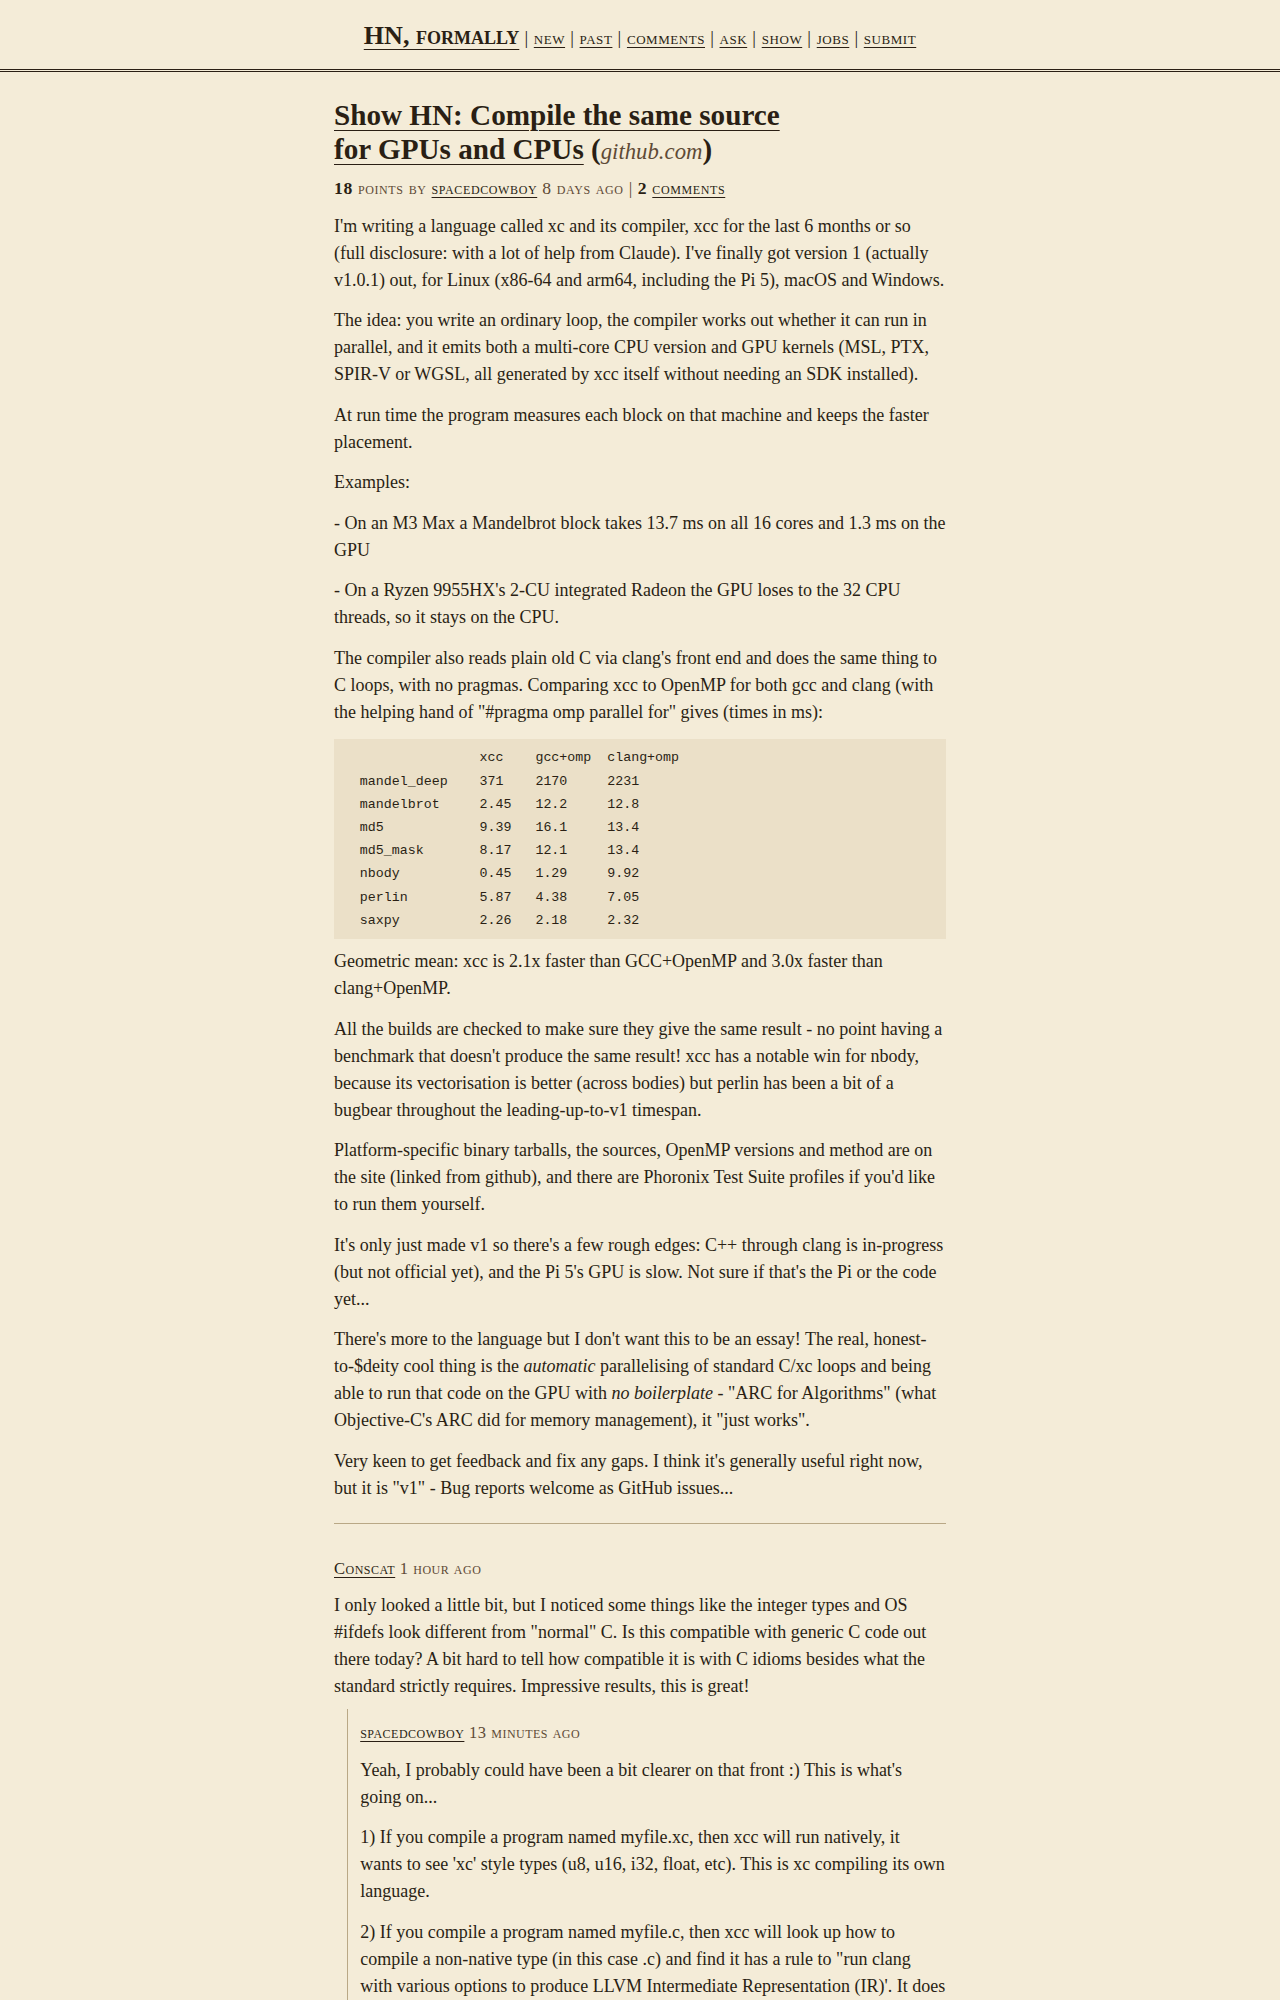 HN, FORMALLY | NEW | PAST | COMMENTS | ASK | SHOW | JOBS | SUBMIT
Show HN: Compile the same source
for GPUs and CPUs (github.com)
18 POINTS BY SPACEDCOWBOY 8 DAYS AGO | 2 COMMENTS
I'm writing a language called xc and its compiler, xcc for the last 6 months or so
(full disclosure: with a lot of help from Claude). I've finally got version 1 (actually
v1.0.1) out, for Linux (x86-64 and arm64, including the Pi 5), macOS and Windows.
The idea: you write an ordinary loop, the compiler works out whether it can run in
parallel, and it emits both a multi-core CPU version and GPU kernels (MSL, PTX,
SPIR-V or WGSL, all generated by xcc itself without needing an SDK installed).
At run time the program measures each block on that machine and keeps the faster
placement.
Examples:
- On an M3 Max a Mandelbrot block takes 13.7 ms on all 16 cores and 1.3 ms on the
GPU
- On a Ryzen 9955HX's 2-CU integrated Radeon the GPU loses to the 32 CPU
threads, so it stays on the CPU.
The compiler also reads plain old C via clang's front end and does the same thing to
C loops, with no pragmas. Comparing xcc to OpenMP for both gcc and clang (with
the helping hand of "#pragma omp parallel for" gives (times in ms):
xcc gcc+omp clang+omp
mandel_deep 371 2170 2231
mandelbrot 2.45 12.2 12.8
md5 9.39 16.1 13.4
md5_mask 8.17 12.1 13.4
nbody 0.45 1.29 9.92
perlin 5.87 4.38 7.05
saxpy 2.26 2.18 2.32
Geometric mean: xcc is 2.1x faster than GCC+OpenMP and 3.0x faster than
clang+OpenMP.
All the builds are checked to make sure they give the same result - no point having a
benchmark that doesn't produce the same result! xcc has a notable win for nbody,
because its vectorisation is better (across bodies) but perlin has been a bit of a
bugbear throughout the leading-up-to-v1 timespan.
Platform-specific binary tarballs, the sources, OpenMP versions and method are on
the site (linked from github), and there are Phoronix Test Suite profiles if you'd like
to run them yourself.
It's only just made v1 so there's a few rough edges: C++ through clang is in-progress
(but not official yet), and the Pi 5's GPU is slow. Not sure if that's the Pi or the code
yet...
There's more to the language but I don't want this to be an essay! The real, honest-
to-$deity cool thing is the automatic parallelising of standard C/xc loops and being
able to run that code on the GPU with no boilerplate - "ARC for Algorithms" (what
Objective-C's ARC did for memory management), it "just works".
Very keen to get feedback and fix any gaps. I think it's generally useful right now,
but it is "v1" - Bug reports welcome as GitHub issues...
CONSCAT 1 HOUR AGO
I only looked a little bit, but I noticed some things like the integer types and OS
#ifdefs look different from "normal" C. Is this compatible with generic C code out
there today? A bit hard to tell how compatible it is with C idioms besides what the
standard strictly requires. Impressive results, this is great!
SPACEDCOWBOY 13 MINUTES AGO
Yeah, I probably could have been a bit clearer on that front :) This is what's
going on...
1) If you compile a program named myfile.xc, then xcc will run natively, it
wants to see 'xc' style types (u8, u16, i32, float, etc). This is xc compiling its own
language.
2) If you compile a program named myfile.c, then xcc will look up how to
compile a non-native type (in this case .c) and find it has a rule to "run clang
with various options to produce LLVM Intermediate Representation (IR)'. It does